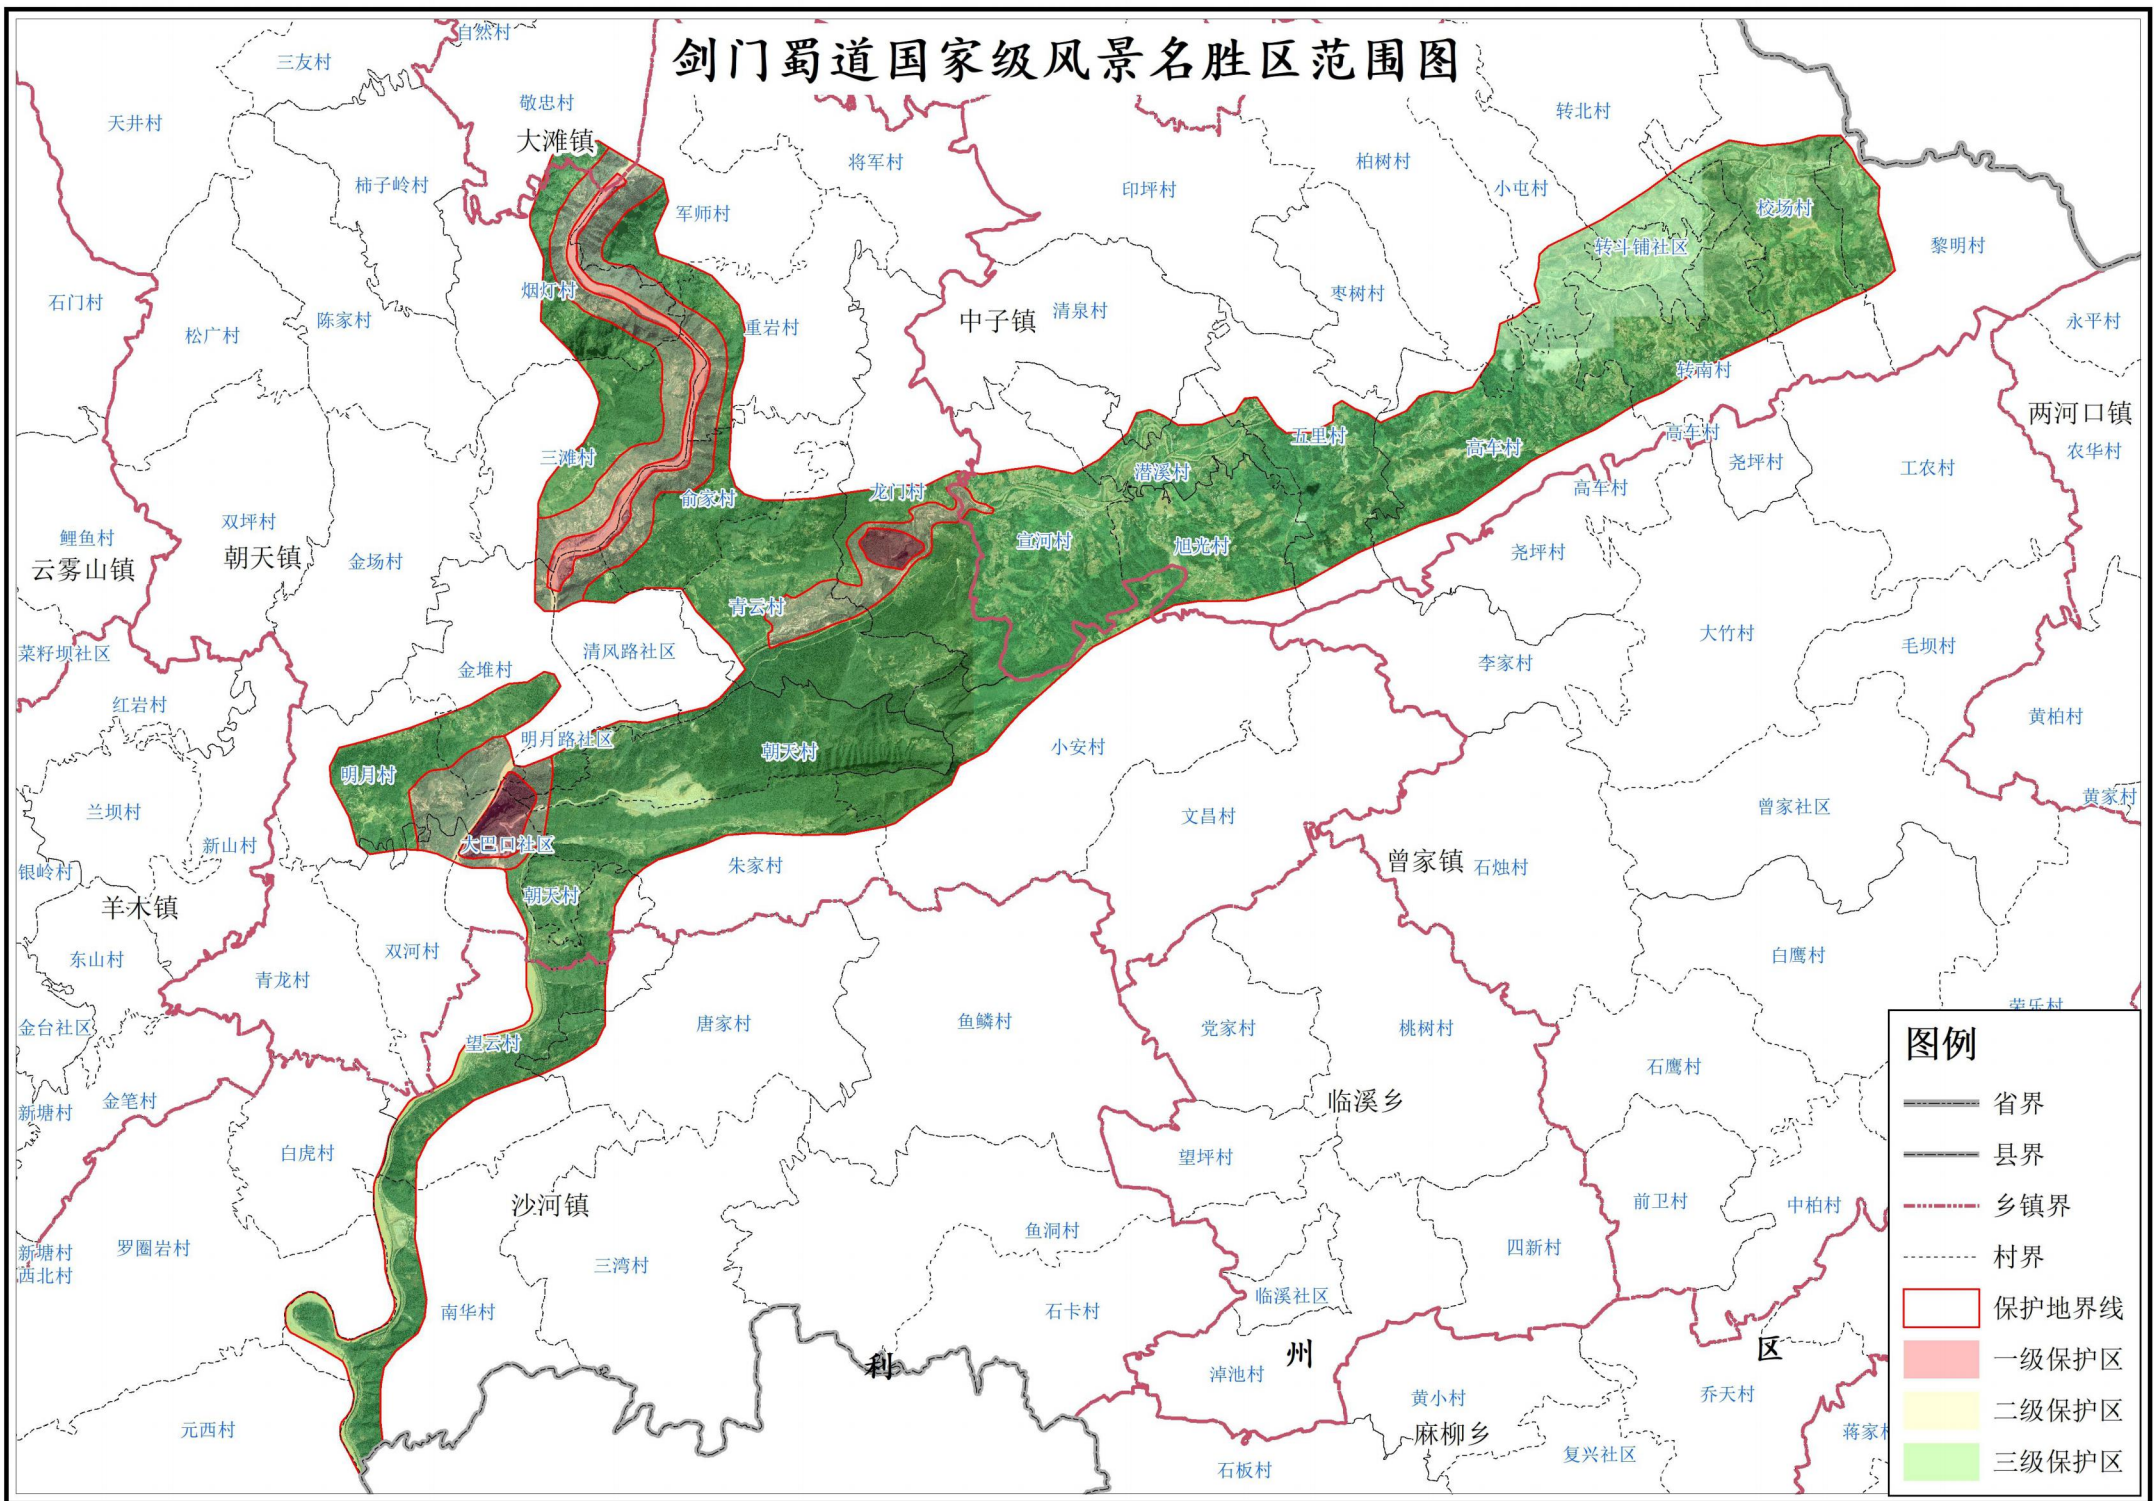 剑门蜀道国家级风景名胜区范围图
自然村
三友村
敬忠村
天井村
大滩镇
转北村
将军村
柏树村
柿子岭村
印坪村
小屯村
军师村
校场村
转斗铺社区
黎明村
烟灯村
石门村
枣树村
清泉村
中子镇
陈家村
松广村
重岩村
永平村
转南村
两河口镇
高车村
五里村
高车村
农华村
三滩村
尧坪村
工农村
潜溪村
高车村
龙门村
俞家村
双坪村
鲤鱼村
宣河村
旭光村
尧坪村
朝天镇
金场村
云雾山镇
青云村
大竹村
毛坝村
清风路社区
菜籽坝社区
李家村
金堆村
红岩村
黄柏村
明月路社区
朝天村
小安村
明月村
黄家村
兰坝村
文昌村
曾家社区
新山村
大巴口社区
曾家镇
石烛村
朱家村
银岭村
朝天村
羊木镇
双河村
白鹰村
东山村
青龙村
荣乐村
鱼鳞村
唐家村
党家村
桃树村
金台社区
望云村
石鹰村
金笔村
新塘村
临溪乡
白虎村
望坪村
沙河镇
前卫村
中柏村
鱼洞村
罗圈岩村
四新村
新塘村
西北村
三湾村
临溪社区
南华村
石卡村
利
州
区
淖池村
黄小村
乔天村
元西村
麻柳乡
蒋家
复兴社区
石板村
图例
省界
县界
乡镇界
村界
保护地界线
一级保护区
二级保护区
三级保护区